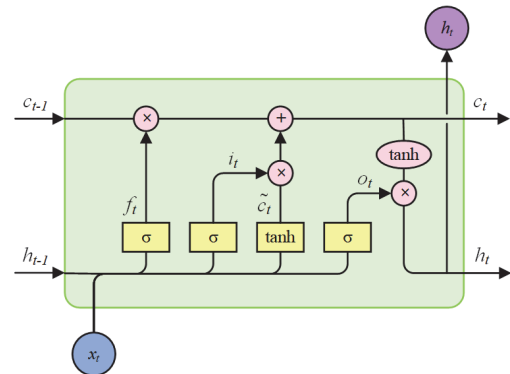 h_t
c_{t-1}
×
+
c_t
tanh
i_t
×
o_t
×
f_t
c̃_t
σ
σ
tanh
σ
h_{t-1}
h_t
x_t